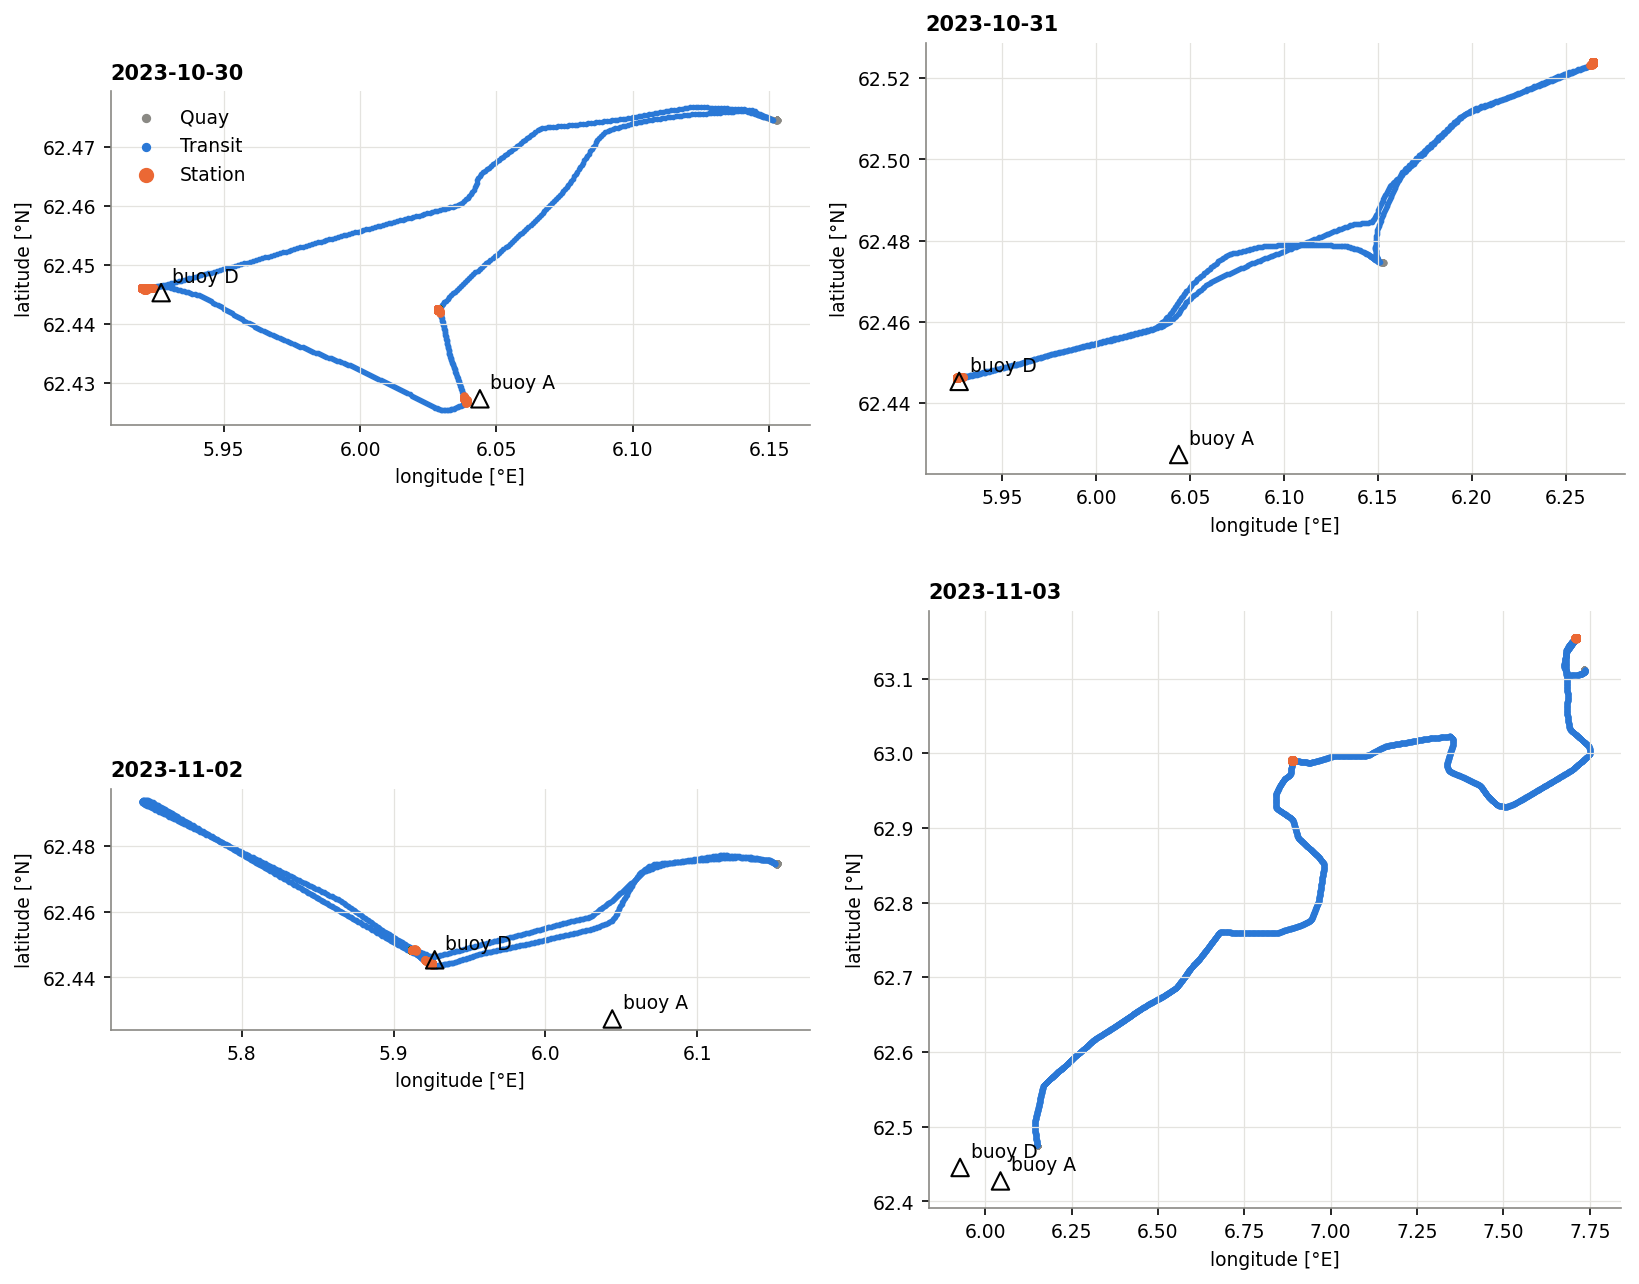 2023-10-30
Quay
Transit
Station
62.47
62.46
62.45
62.44
62.43
latitude [°N]
buoy D
buoy A
5.95
6.00
6.05
6.10
6.15
longitude [°E]
2023-10-31
62.52
62.50
62.48
62.46
62.44
latitude [°N]
buoy D
buoy A
5.95
6.00
6.05
6.10
6.15
6.20
6.25
longitude [°E]
2023-11-02
62.48
62.46
62.44
latitude [°N]
buoy D
buoy A
5.8
5.9
6.0
6.1
longitude [°E]
2023-11-03
63.1
63.0
62.9
62.8
62.7
62.6
62.5
62.4
latitude [°N]
buoy D
buoy A
6.00
6.25
6.50
6.75
7.00
7.25
7.50
7.75
longitude [°E]